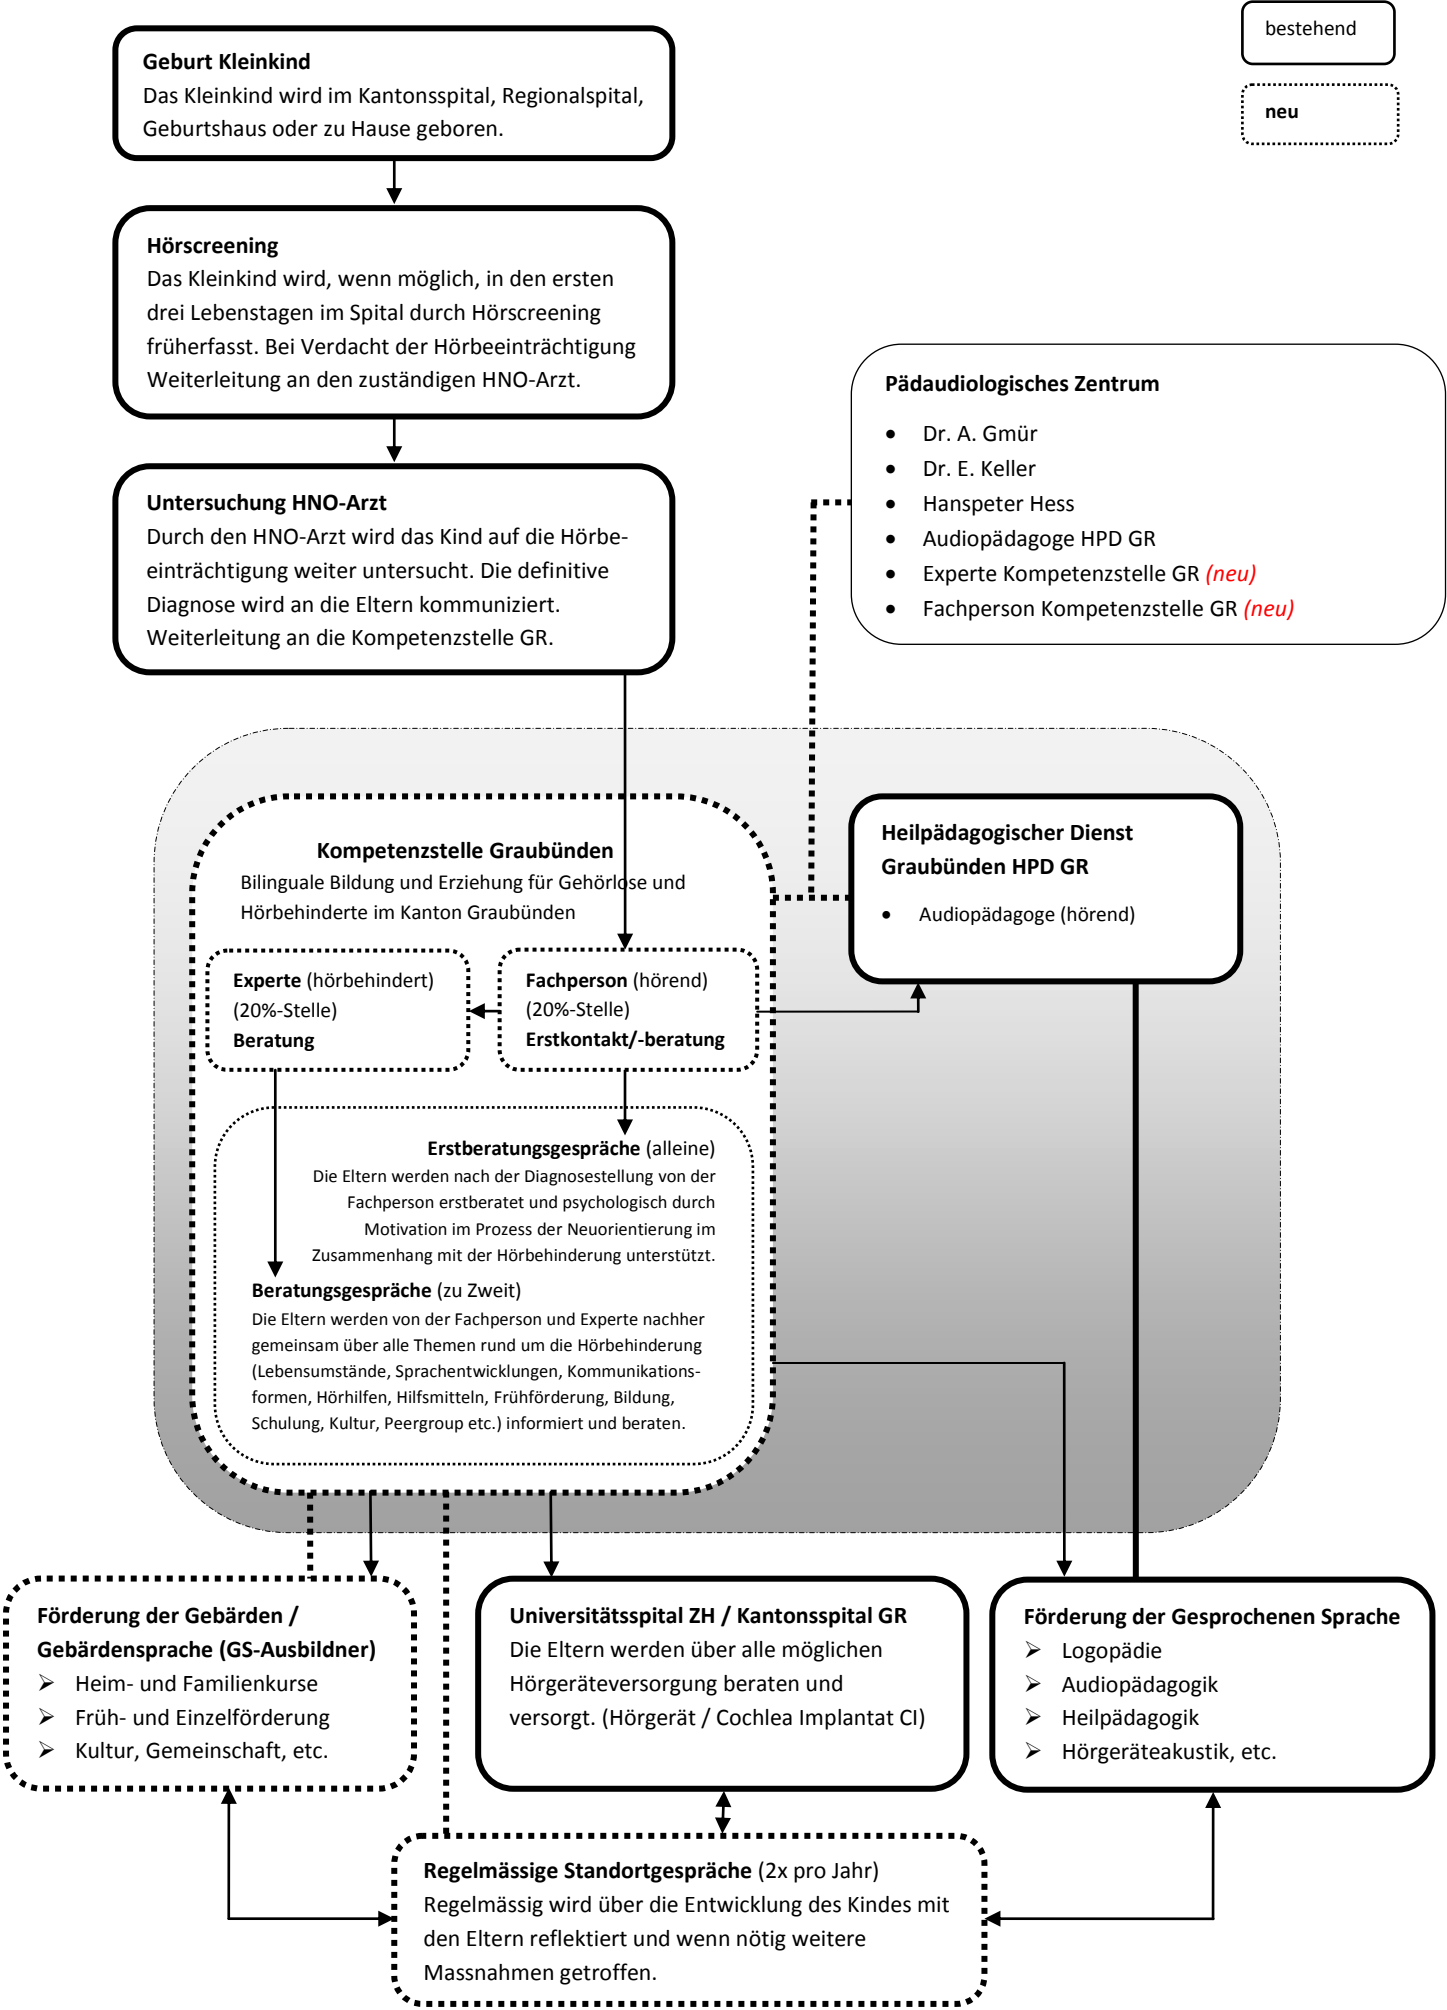 bestehend
neu
Geburt Kleinkind
Das Kleinkind wird im Kantonsspital, Regionalspital,
Geburtshaus oder zu Hause geboren.
Hörscreening
Das Kleinkind wird, wenn möglich, in den ersten
drei Lebenstagen im Spital durch Hörscreening
früherfasst. Bei Verdacht der Hörbeeinträchtigung
Weiterleitung an den zuständigen HNO-Arzt.
Untersuchung HNO-Arzt
Durch den HNO-Arzt wird das Kind auf die Hörbe-
einträchtigung weiter untersucht. Die definitive
Diagnose wird an die Eltern kommuniziert.
Weiterleitung an die Kompetenzstelle GR.
Pädaudiologisches Zentrum
• Dr. A. Gmür
• Dr. E. Keller
• Hanspeter Hess
• Audiopädagoge HPD GR
• Experte Kompetenzstelle GR (neu)
• Fachperson Kompetenzstelle GR (neu)
Kompetenzstelle Graubünden
Bilinguale Bildung und Erziehung für Gehörlose und
Hörbehinderte im Kanton Graubünden
Heilpädagogischer Dienst
Graubünden HPD GR
• Audiopädagoge (hörend)
Experte (hörbehindert)
(20%-Stelle)
Beratung
Fachperson (hörend)
(20%-Stelle)
Erstkontakt/-beratung
Erstberatungsgespräche (alleine)
Die Eltern werden nach der Diagnosestellung von der
Fachperson erstberatet und psychologisch durch
Motivation im Prozess der Neuorientierung im
Zusammenhang mit der Hörbehinderung unterstützt.
Beratungsgespräche (zu Zweit)
Die Eltern werden von der Fachperson und Experte nachher
gemeinsam über alle Themen rund um die Hörbehinderung
(Lebensumstände, Sprachentwicklungen, Kommunikations-
formen, Hörhilfen, Hilfsmitteln, Frühförderung, Bildung,
Schulung, Kultur, Peergroup etc.) informiert und beraten.
Förderung der Gebärden /
Gebärdensprache (GS-Ausbildner)
➢ Heim- und Familienkurse
➢ Früh- und Einzelförderung
➢ Kultur, Gemeinschaft, etc.
Universitätsspital ZH / Kantonsspital GR
Die Eltern werden über alle möglichen
Hörgeräteversorgung beraten und
versorgt. (Hörgerät / Cochlea Implantat CI)
Förderung der Gesprochenen Sprache
➢ Logopädie
➢ Audiopädagogik
➢ Heilpädagogik
➢ Hörgeräteakustik, etc.
Regelmässige Standortgespräche (2x pro Jahr)
Regelmässig wird über die Entwicklung des Kindes mit
den Eltern reflektiert und wenn nötig weitere
Massnahmen getroffen.